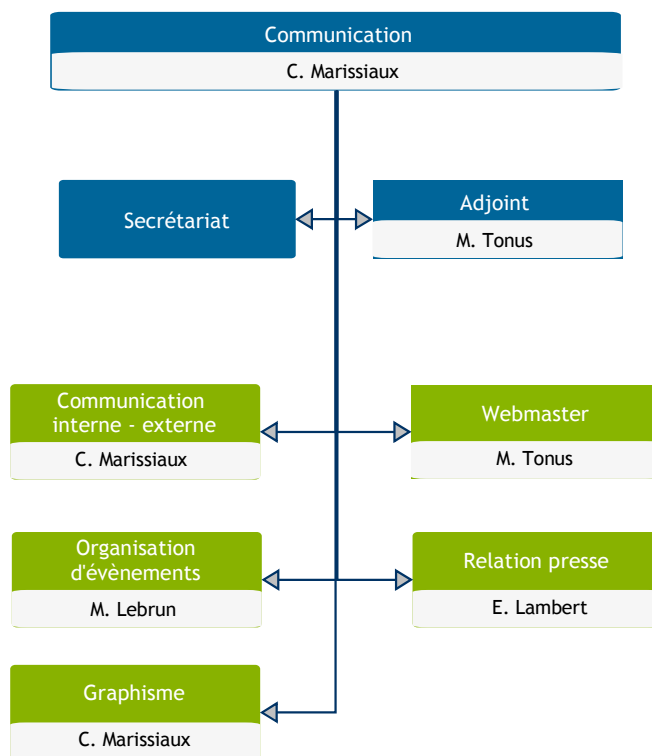 Communication
C. Marissiaux
Secrétariat
Adjoint
M. Tonus
Communication
interne - externe
C. Marissiaux
Webmaster
M. Tonus
Organisation
d'évènements
M. Lebrun
Relation presse
E. Lambert
Graphisme
C. Marissiaux